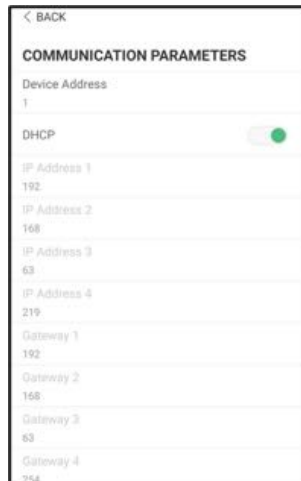 < BACK
COMMUNICATION PARAMETERS
Device Address
1
DHCP
IP Address 1
192
IP Address 2
168
IP Address 3
63
IP Address 4
219
Gateway 1
192
Gateway 2
168
Gateway 3
63
Gateway 4
254